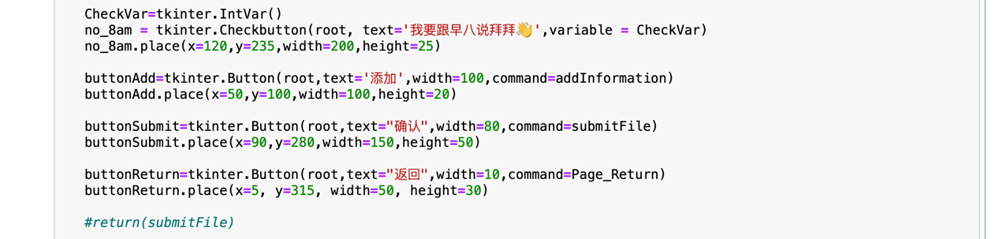 CheckVar=tkinter.IntVar()
no_8am = tkinter.Checkbutton(root, text='我要跟早八说拜拜👋',variable = CheckVar)
no_8am.place(x=120,y=235,width=200,height=25)
buttonAdd=tkinter.Button(root,text='添加',width=100,command=addInformation)
buttonAdd.place(x=50,y=100,width=100,height=20)
buttonSubmit=tkinter.Button(root,text="确认",width=80,command=submitFile)
buttonSubmit.place(x=90,y=280,width=150,height=50)
buttonReturn=tkinter.Button(root,text="返回",width=10,command=Page_Return)
buttonReturn.place(x=5, y=315, width=50, height=30)
#return(submitFile)